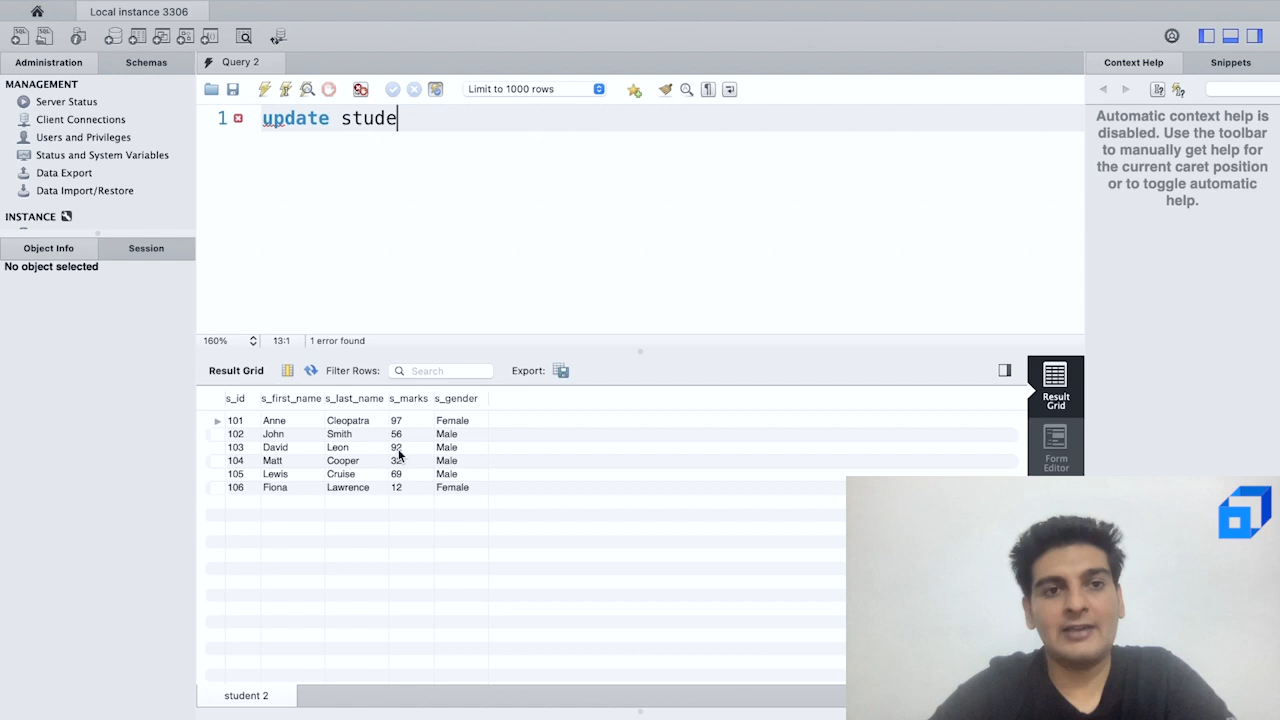 Local instance 3306
Administration
Schemas
Query 2
Context Help
Snippets
MANAGEMENT
Server Status
Client Connections
Users and Privileges
Status and System Variables
Data Export
Data Import/Restore
INSTANCE
Object Info
Session
No object selected
Limit to 1000 rows
1 update stude
Automatic context help is
disabled. Use the toolbar
to manually get help for
the current caret position
or to toggle automatic
help.
160%
13:1
1 error found
Result Grid
Filter Rows:
Search
Export:
s_id s_first_name s_last_name s_marks s_gender
101 Anne Cleopatra 97 Female
102 John Smith 56 Male
103 David Leon 92 Male
104 Matt Cooper Male
105 Lewis Cruise 69 Male
106 Fiona Lawrence 12 Female
Result
Grid
Form
Editor
student 2